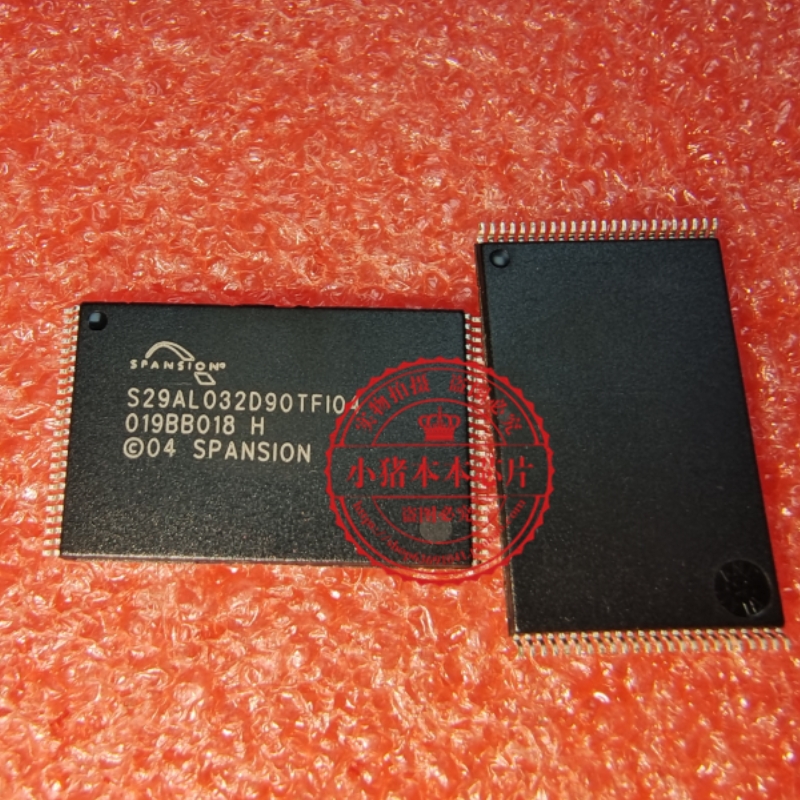 SPANSION®
S29AL032D90TFI04
019BB018 H
©04 SPANSION
小猪本本芯片